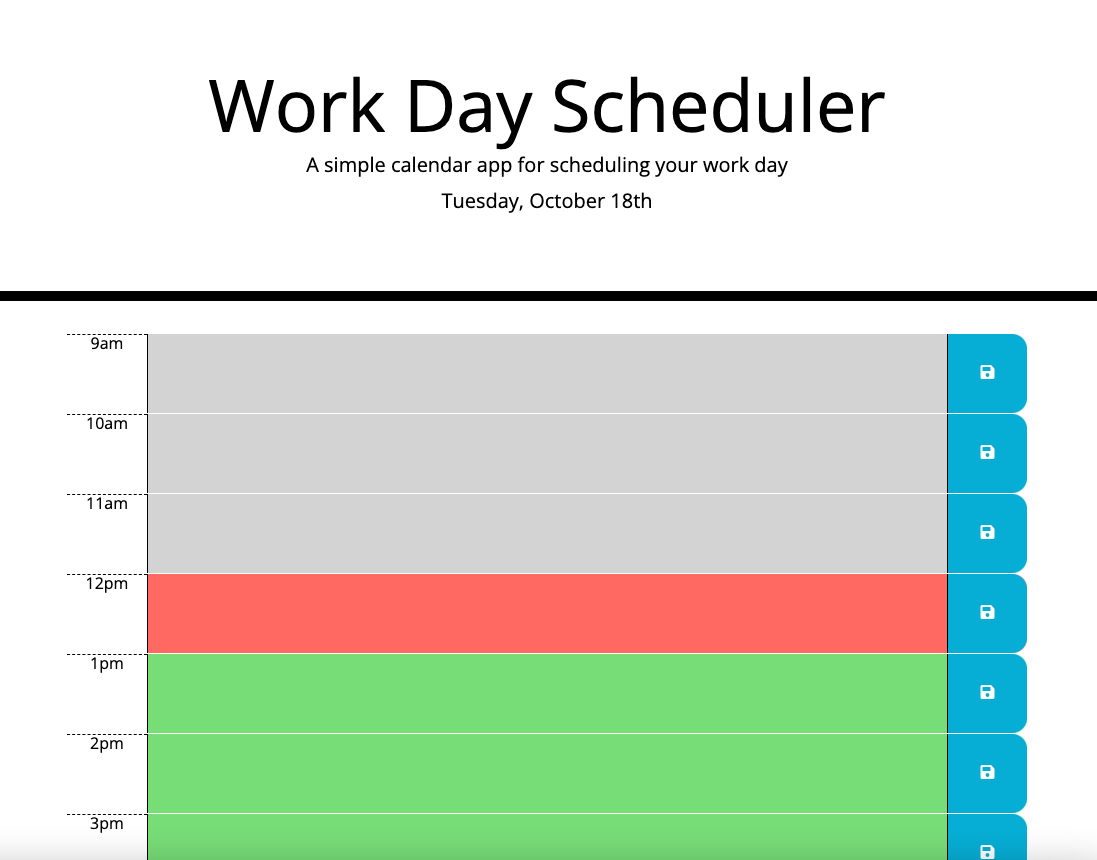 Work Day Scheduler
A simple calendar app for scheduling your work day
Tuesday, October 18th
9am
10am
11am
12pm
1pm
2pm
3pm